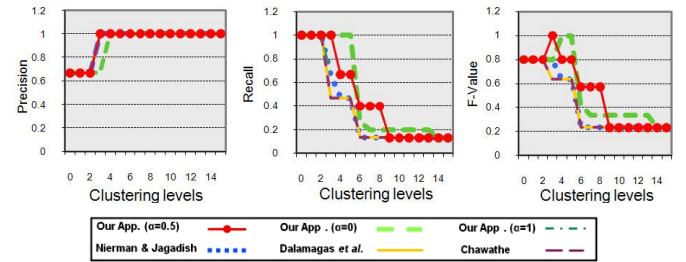 1.2
1
0.8
0.6
0.4
0.2
0
Precision
0 2 4 6 8 10 12 14
Clustering levels
1.2
1
0.8
0.6
0.4
0.2
0
Recall
0 2 4 6 8 10 12 14
Clustering levels
1.2
1
0.8
0.6
0.4
0.2
0
F-Value
0 2 4 6 8 10 12 14
Clustering levels
Our App. (α=0.5) Our App . (α=0) Our App . (α=1)
Nierman & Jagadish Dalamagas et al. Chawathe